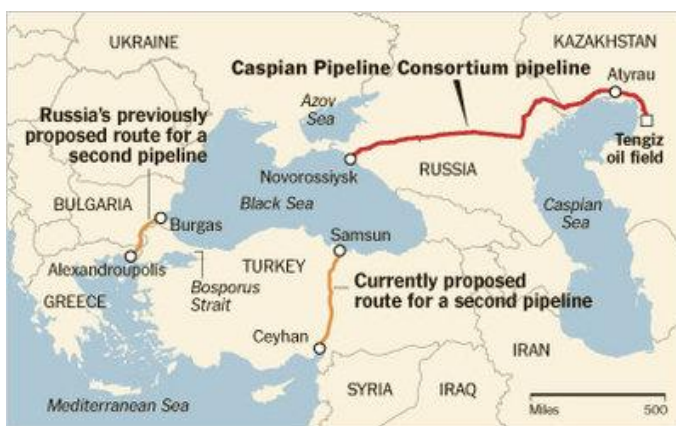 UKRAINE
KAZAKHSTAN
Caspian Pipeline Consortium pipeline
Atyrau
Azov
Sea
Russia's previously
proposed route for a
second pipeline
Tengiz
oil field
Novorossiysk
RUSSIA
BULGARIA
Burgas
Black Sea
Caspian
Sea
Samsun
Alexandroupolis
TURKEY
Bosporus
Strait
GREECE
Currently proposed
route for a second pipeline
Ceyhan
IRAN
SYRIA
IRAQ
Mediterranean Sea
Miles
500